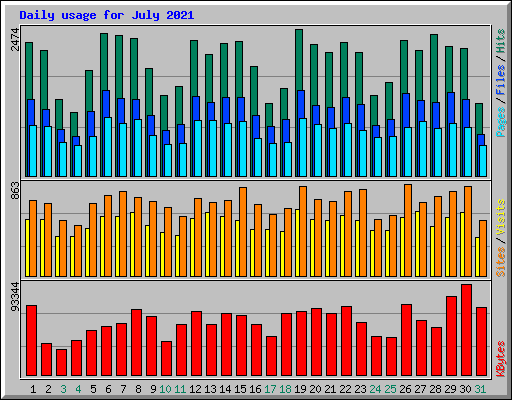 Daily usage for July 2021
2474
863
93344
Pages / Files / Hits
Sites / Visits
KBytes
1 2 3 4 5 6 7 8 9 10 11 12 13 14 15 16 17 18 19 20 21 22 23 24 25 26 27 28 29 30 31